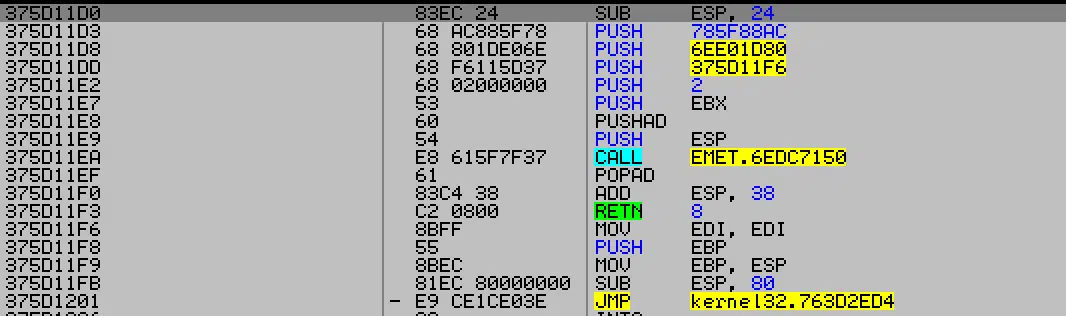 375D11D0 83EC 24 SUB ESP, 24
375D11D3 68 AC885F78 PUSH 785F88AC
375D11D8 68 801DE06E PUSH 6EE01D80
375D11DD 68 F6115D37 PUSH 375D11F6
375D11E2 68 02000000 PUSH 2
375D11E7 53 PUSH EBX
375D11E8 60 PUSHAD
375D11E9 54 PUSH ESP
375D11EA E8 615F7F37 CALL EMET.6EDC7150
375D11EF 61 POPAD
375D11F0 83C4 38 ADD ESP, 38
375D11F3 C2 0800 RETN 8
375D11F6 8BFF MOV EDI, EDI
375D11F8 55 PUSH EBP
375D11F9 8BEC MOV EBP, ESP
375D11FB 81EC 80000000 SUB ESP, 80
375D1201 - E9 CE1CE03E JMP kernel32.763D2ED4